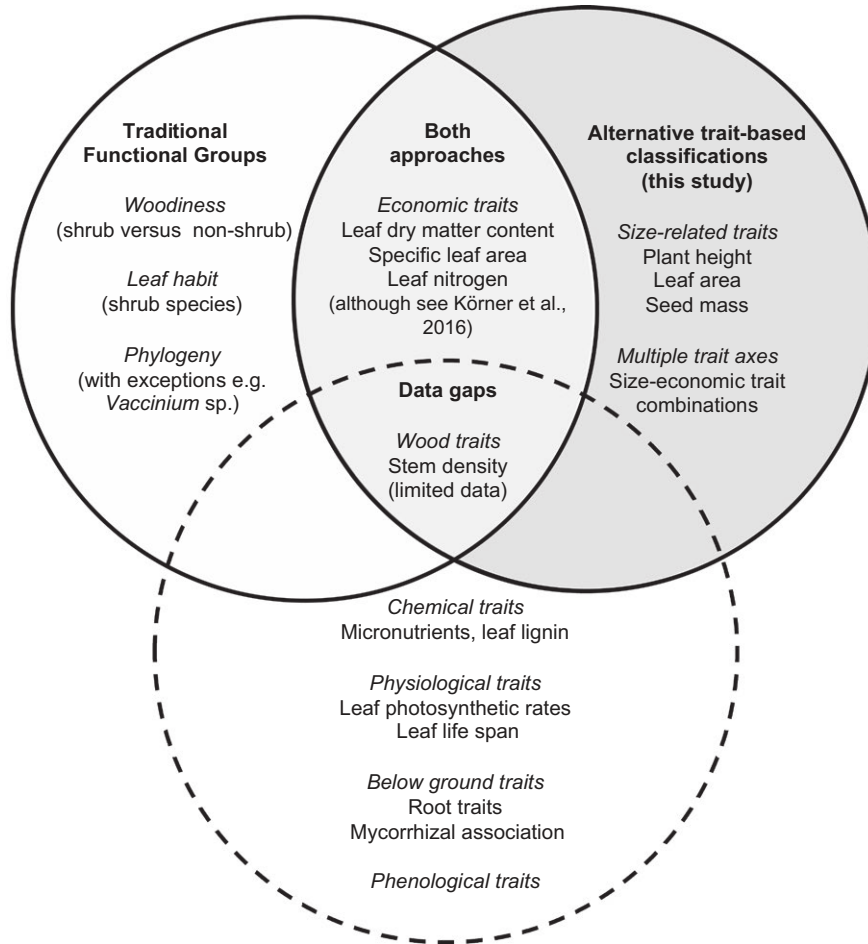 Traditional
Functional Groups
Woodiness
(shrub versus non-shrub)
Leaf habit
(shrub species)
Phylogeny
(with exceptions e.g.
Vaccinium sp.)
Both
approaches
Economic traits
Leaf dry matter content
Specific leaf area
Leaf nitrogen
(although see Körner et al.,
2016)
Alternative trait-based
classifications
(this study)
Size-related traits
Plant height
Leaf area
Seed mass
Multiple trait axes
Size-economic trait
combinations
Data gaps
Wood traits
Stem density
(limited data)
Chemical traits
Micronutrients, leaf lignin
Physiological traits
Leaf photosynthetic rates
Leaf life span
Below ground traits
Root traits
Mycorrhizal association
Phenological traits